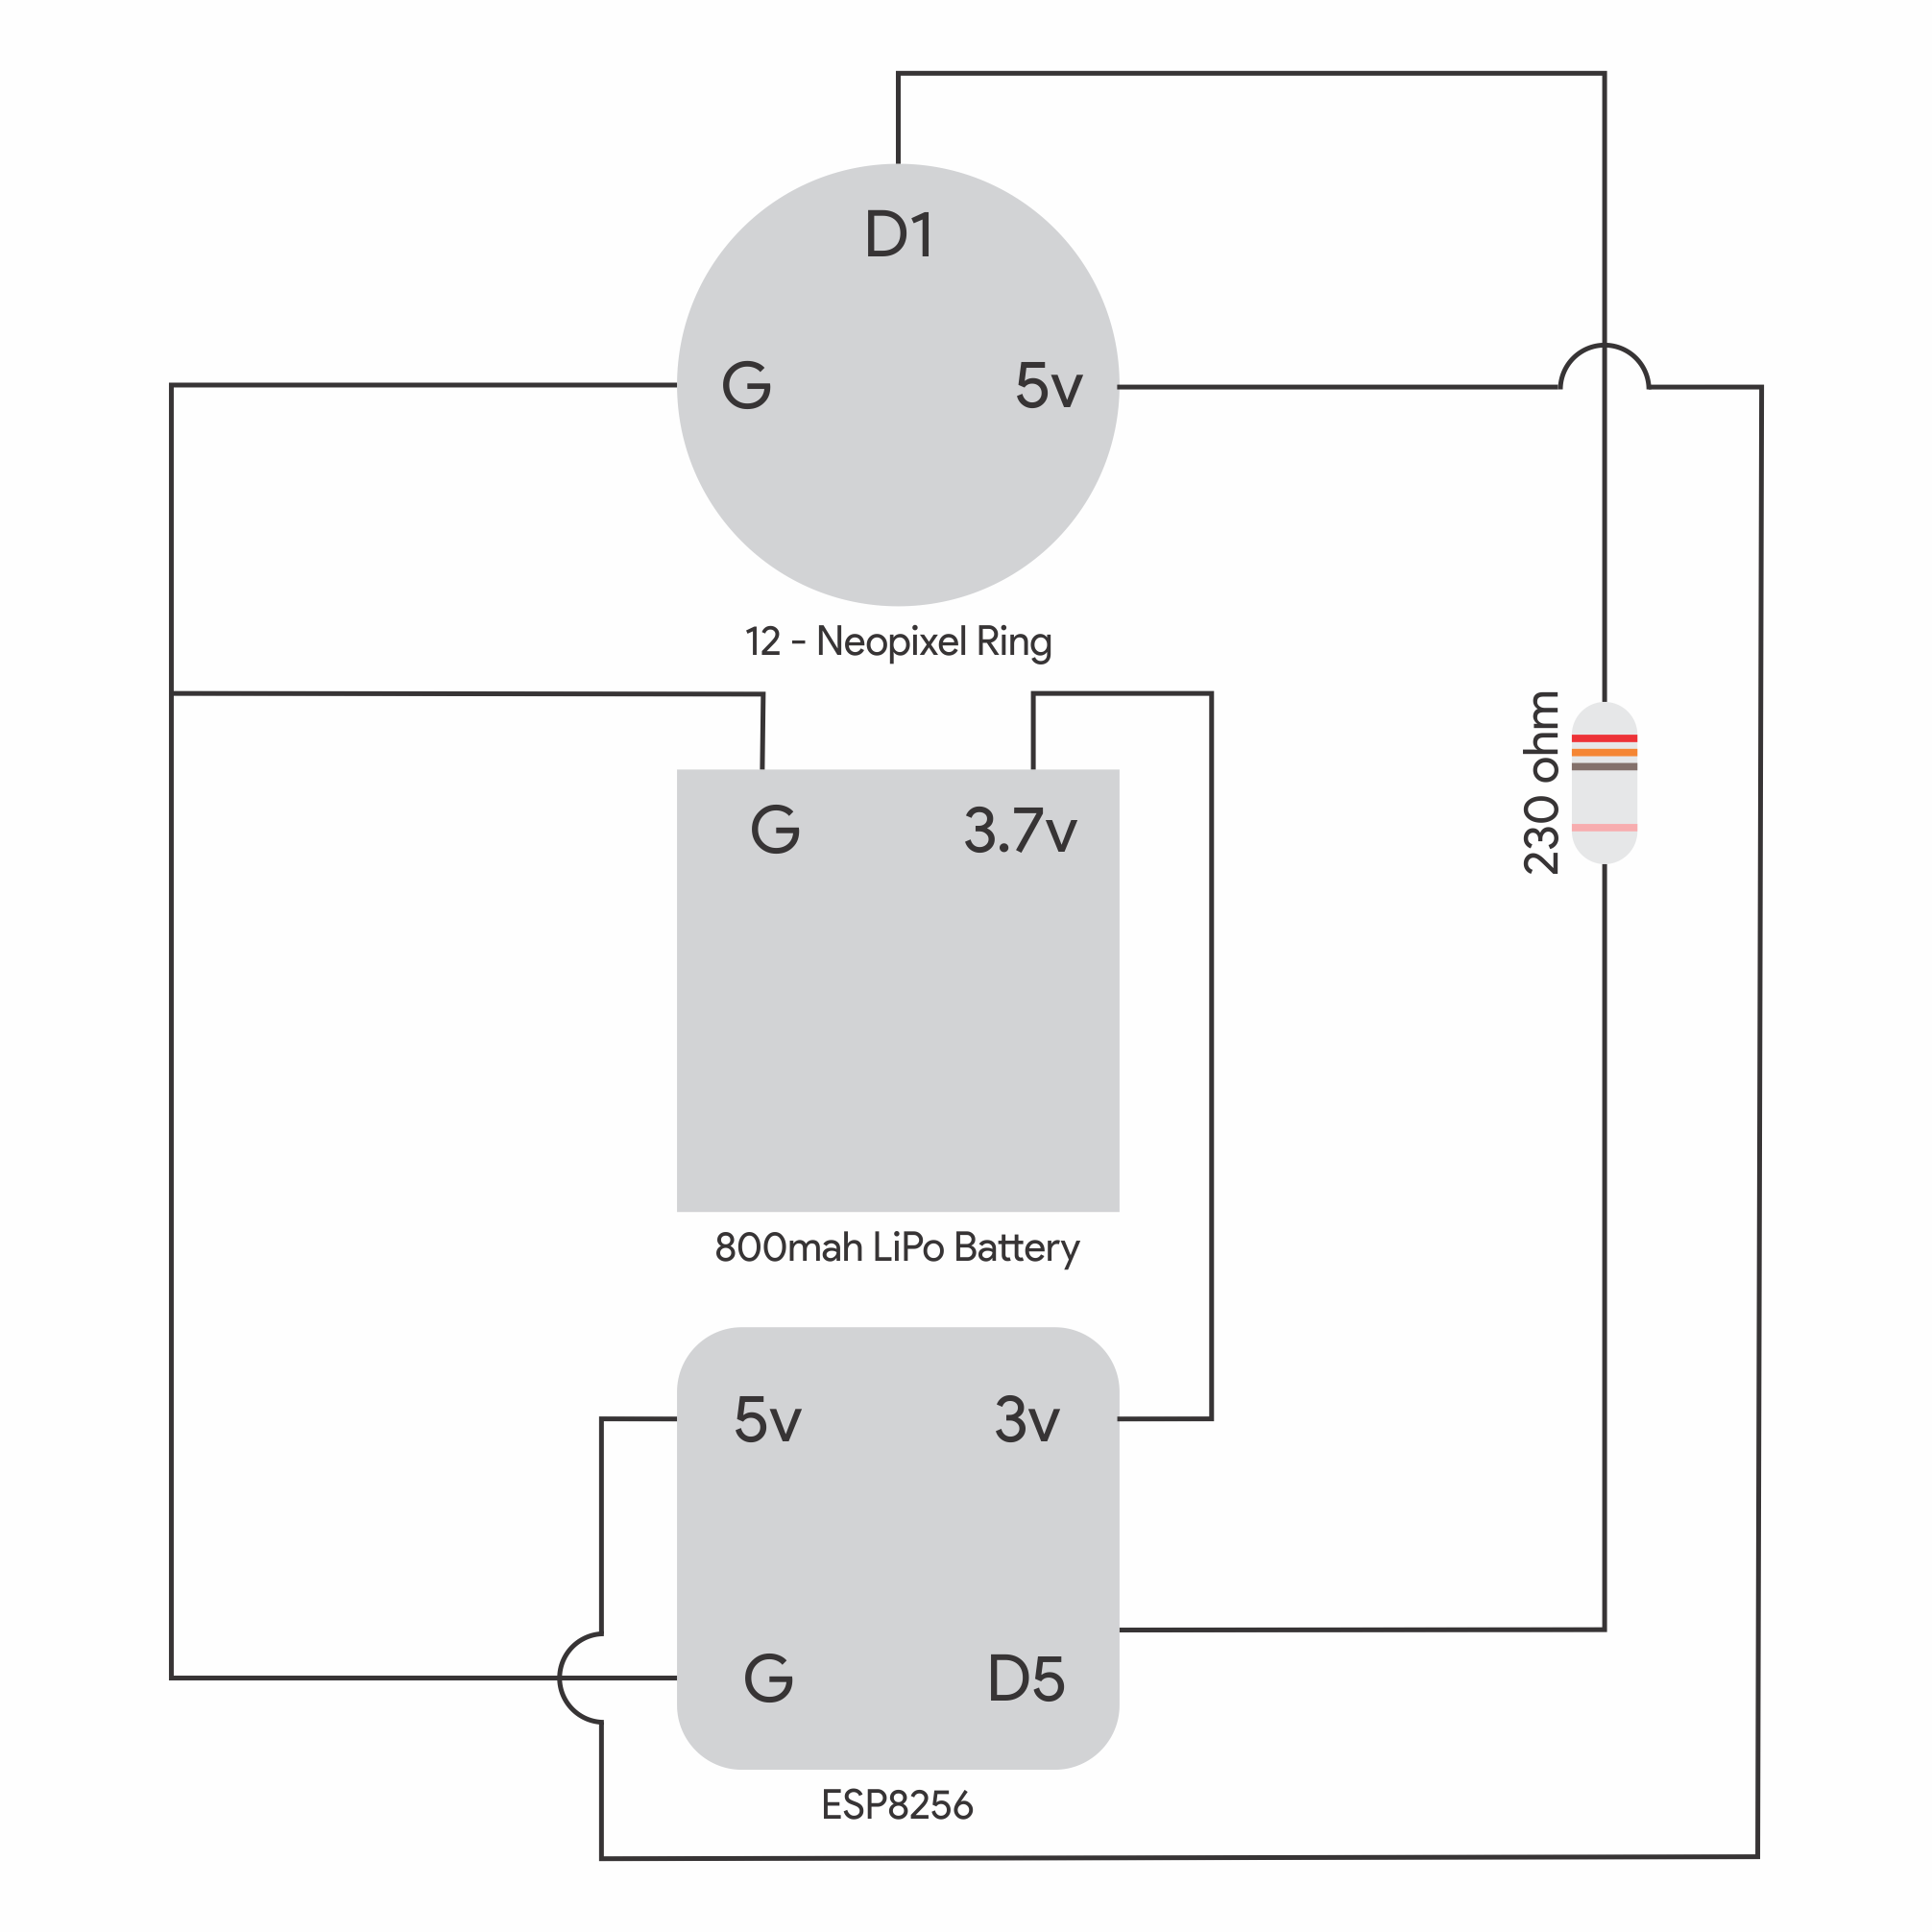 D1
G 5v
12 - Neopixel Ring
230 ohm
G 3.7v
800mah LiPo Battery
5v 3v
G D5
ESP8256